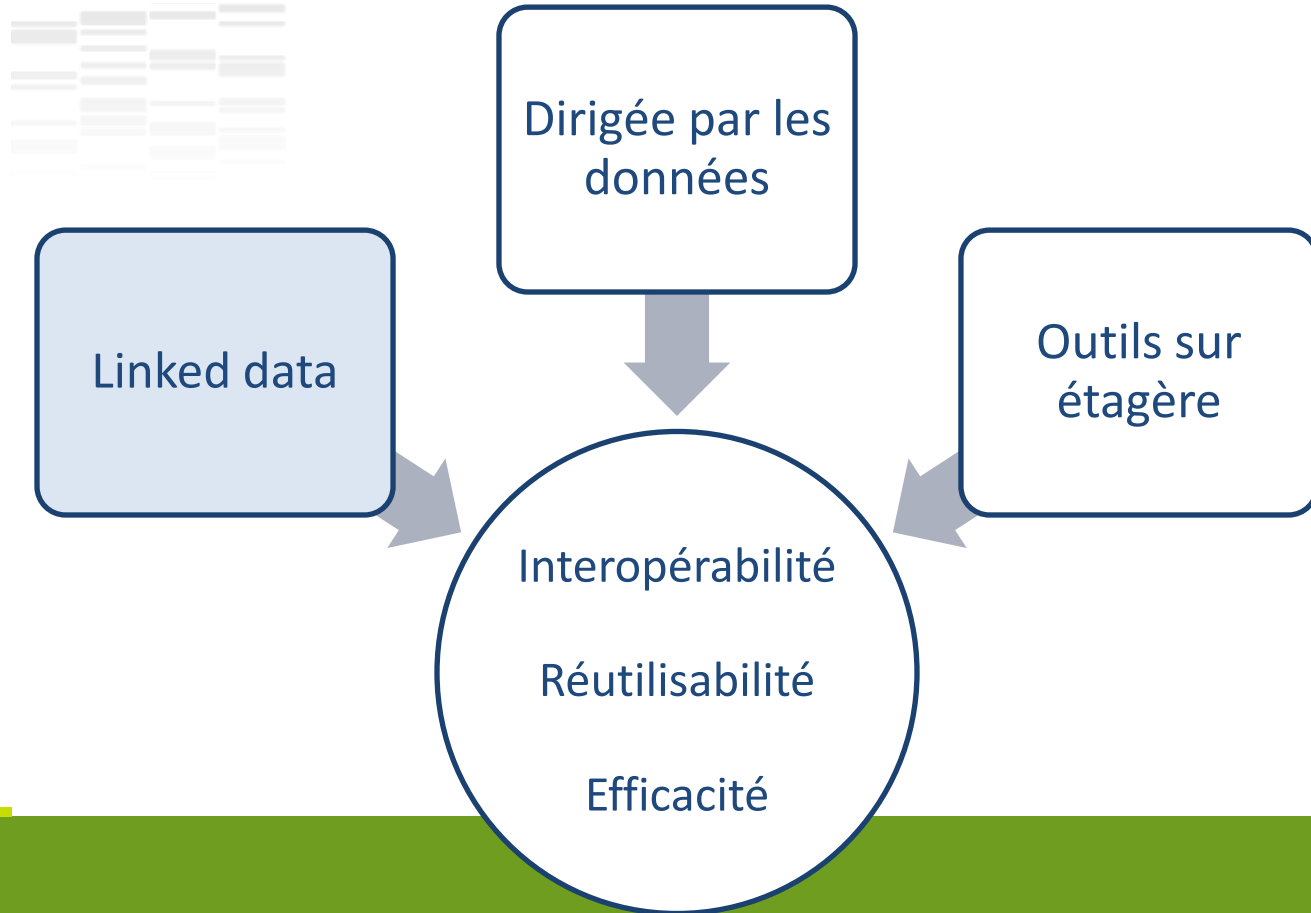 Dirigée par les
données
Linked data
Outils sur
étagère
Interopérabilité
Réutilisabilité
Efficacité